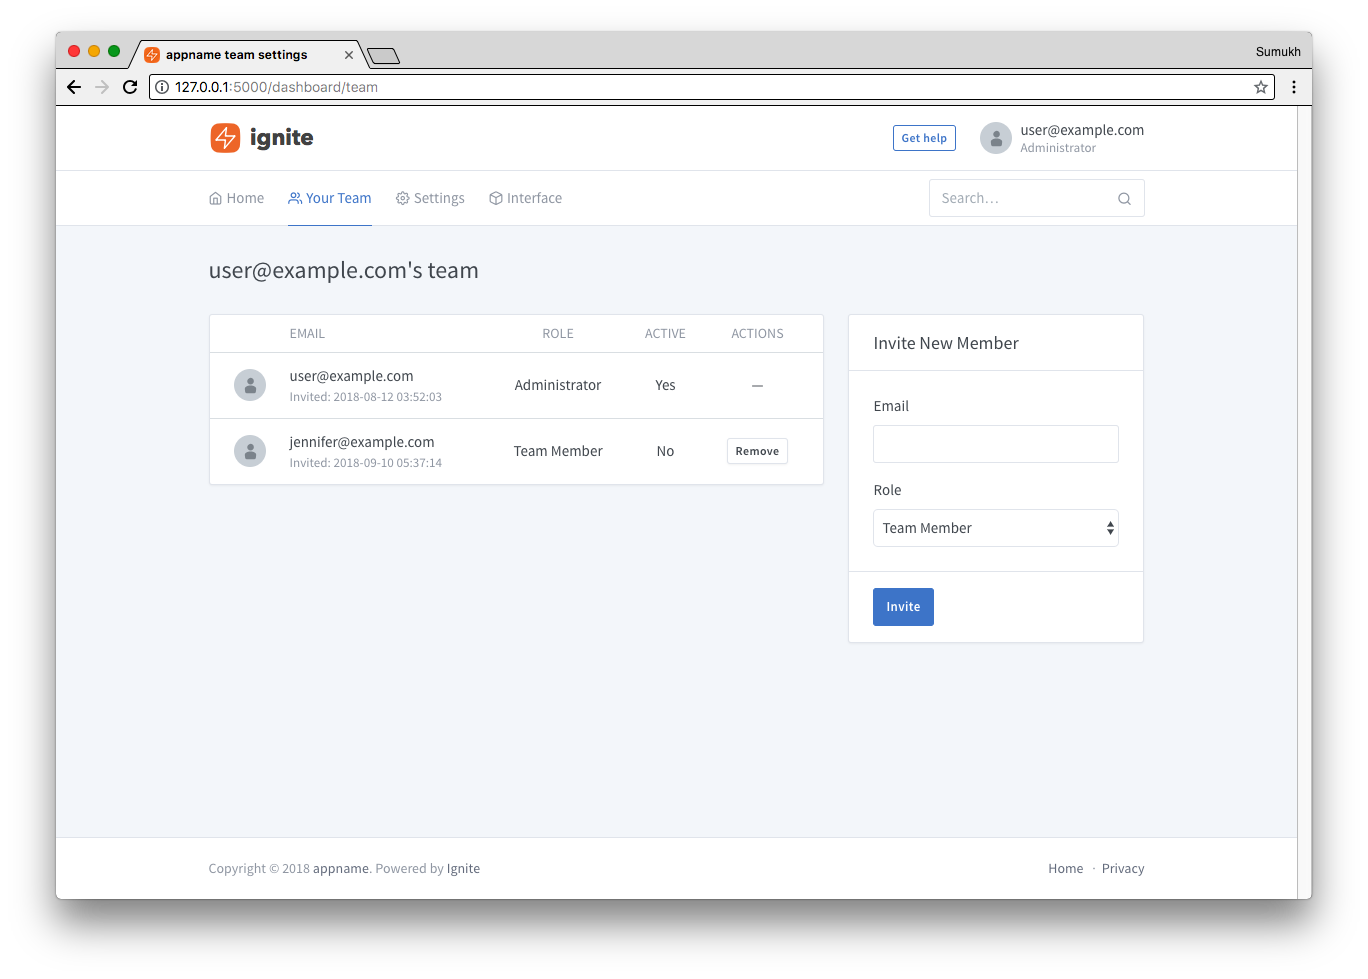 appname team settings
Sumukh
127.0.0.1:5000/dashboard/team
ignite
Get help
user@example.com
Administrator
Home
Your Team
Settings
Interface
Search…
user@example.com's team
EMAIL ROLE ACTIVE ACTIONS
user@example.com Administrator Yes —
Invited: 2018-08-12 03:52:03
jennifer@example.com Team Member No Remove
Invited: 2018-09-10 05:37:14
Invite New Member
Email
Role
Team Member
Invite
Copyright © 2018 appname. Powered by Ignite
Home · Privacy